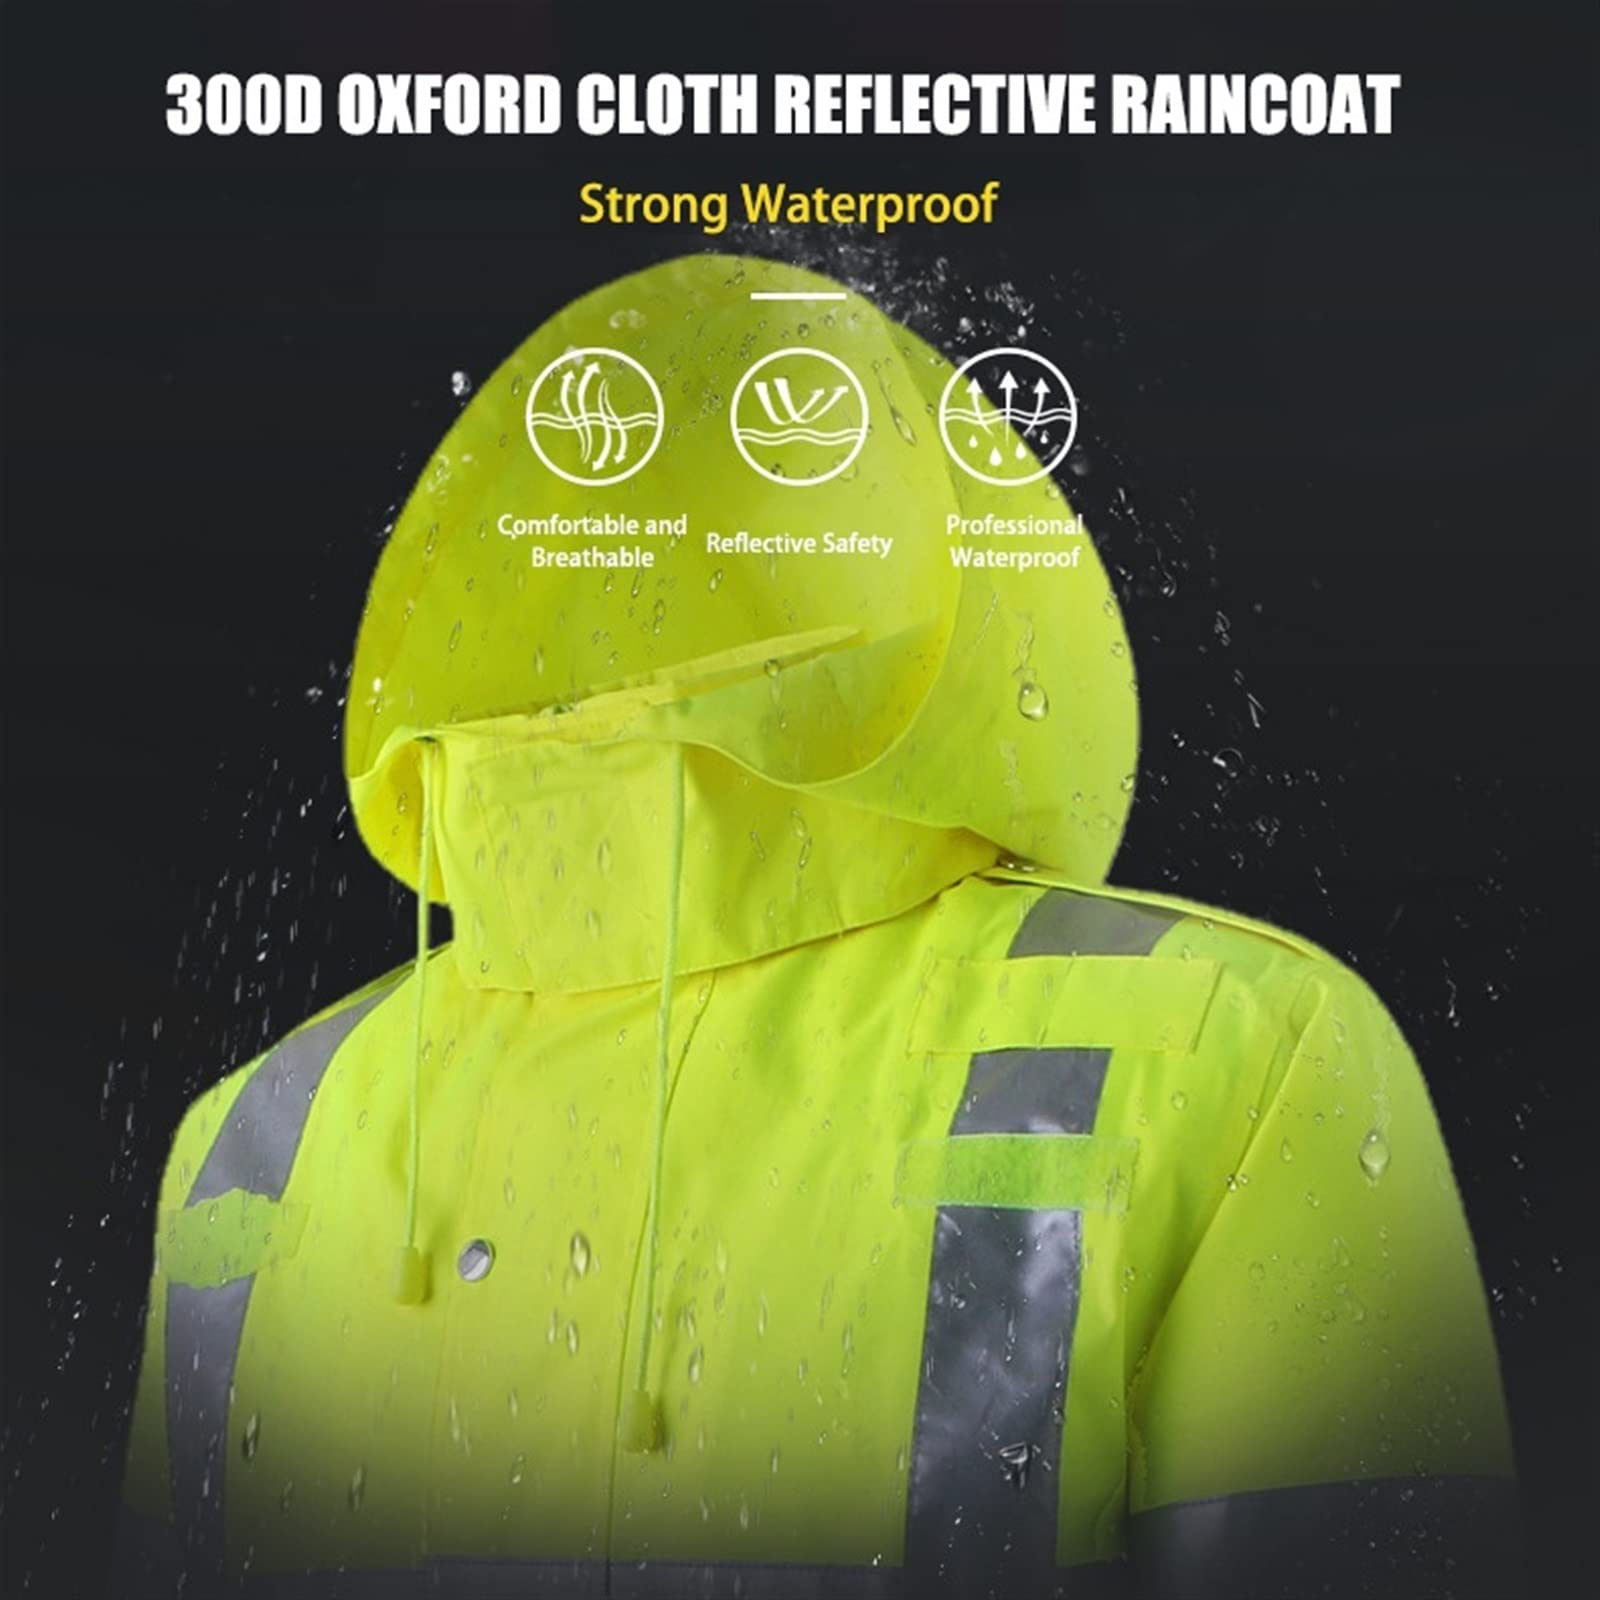 300D OXFORD CLOTH REFLECTIVE RAINCOAT
Strong Waterproof
Comfortable and
Breathable
Reflective Safety
Professional
Waterproof